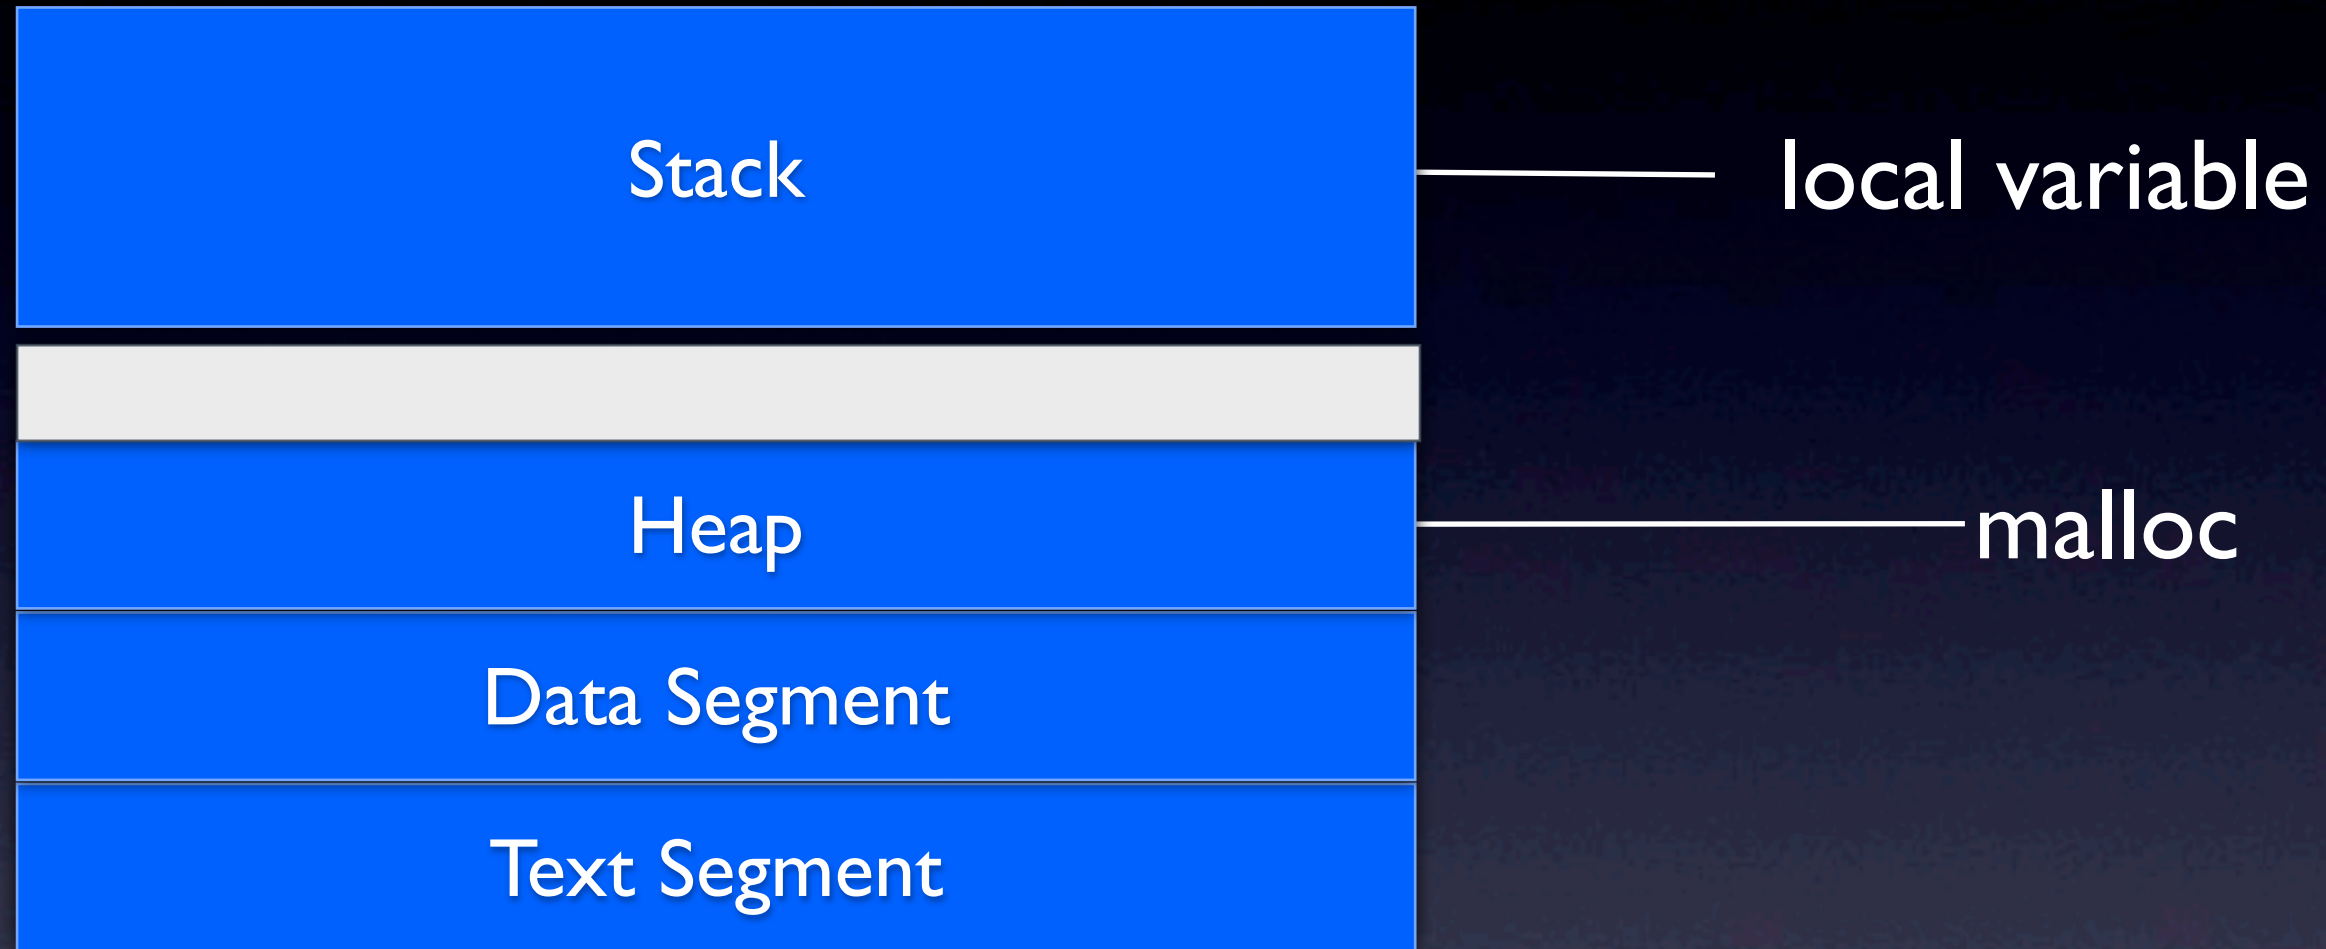 Stack
local variable
Heap
malloc
Data Segment
Text Segment